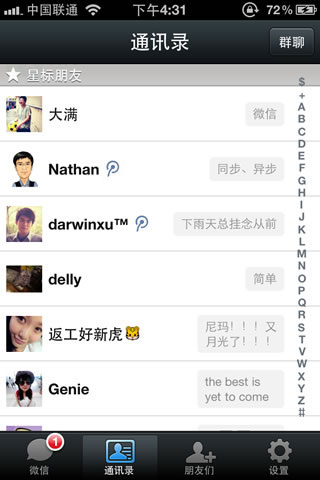 中国联通 下午4:31 72%
通讯录 群聊
星标朋友
大满 微信
Nathan 同步、异步
darwinxu™ 下雨天总挂念从前
delly 简单
返工好新虎🐯 尼玛！！！又
月光了！！！
Genie the best is
yet to come
$
+
A
B
C
D
E
F
G
H
I
J
K
L
M
N
O
P
Q
R
S
T
U
V
W
X
Y
Z
#
1
微信 通讯录 朋友们 设置